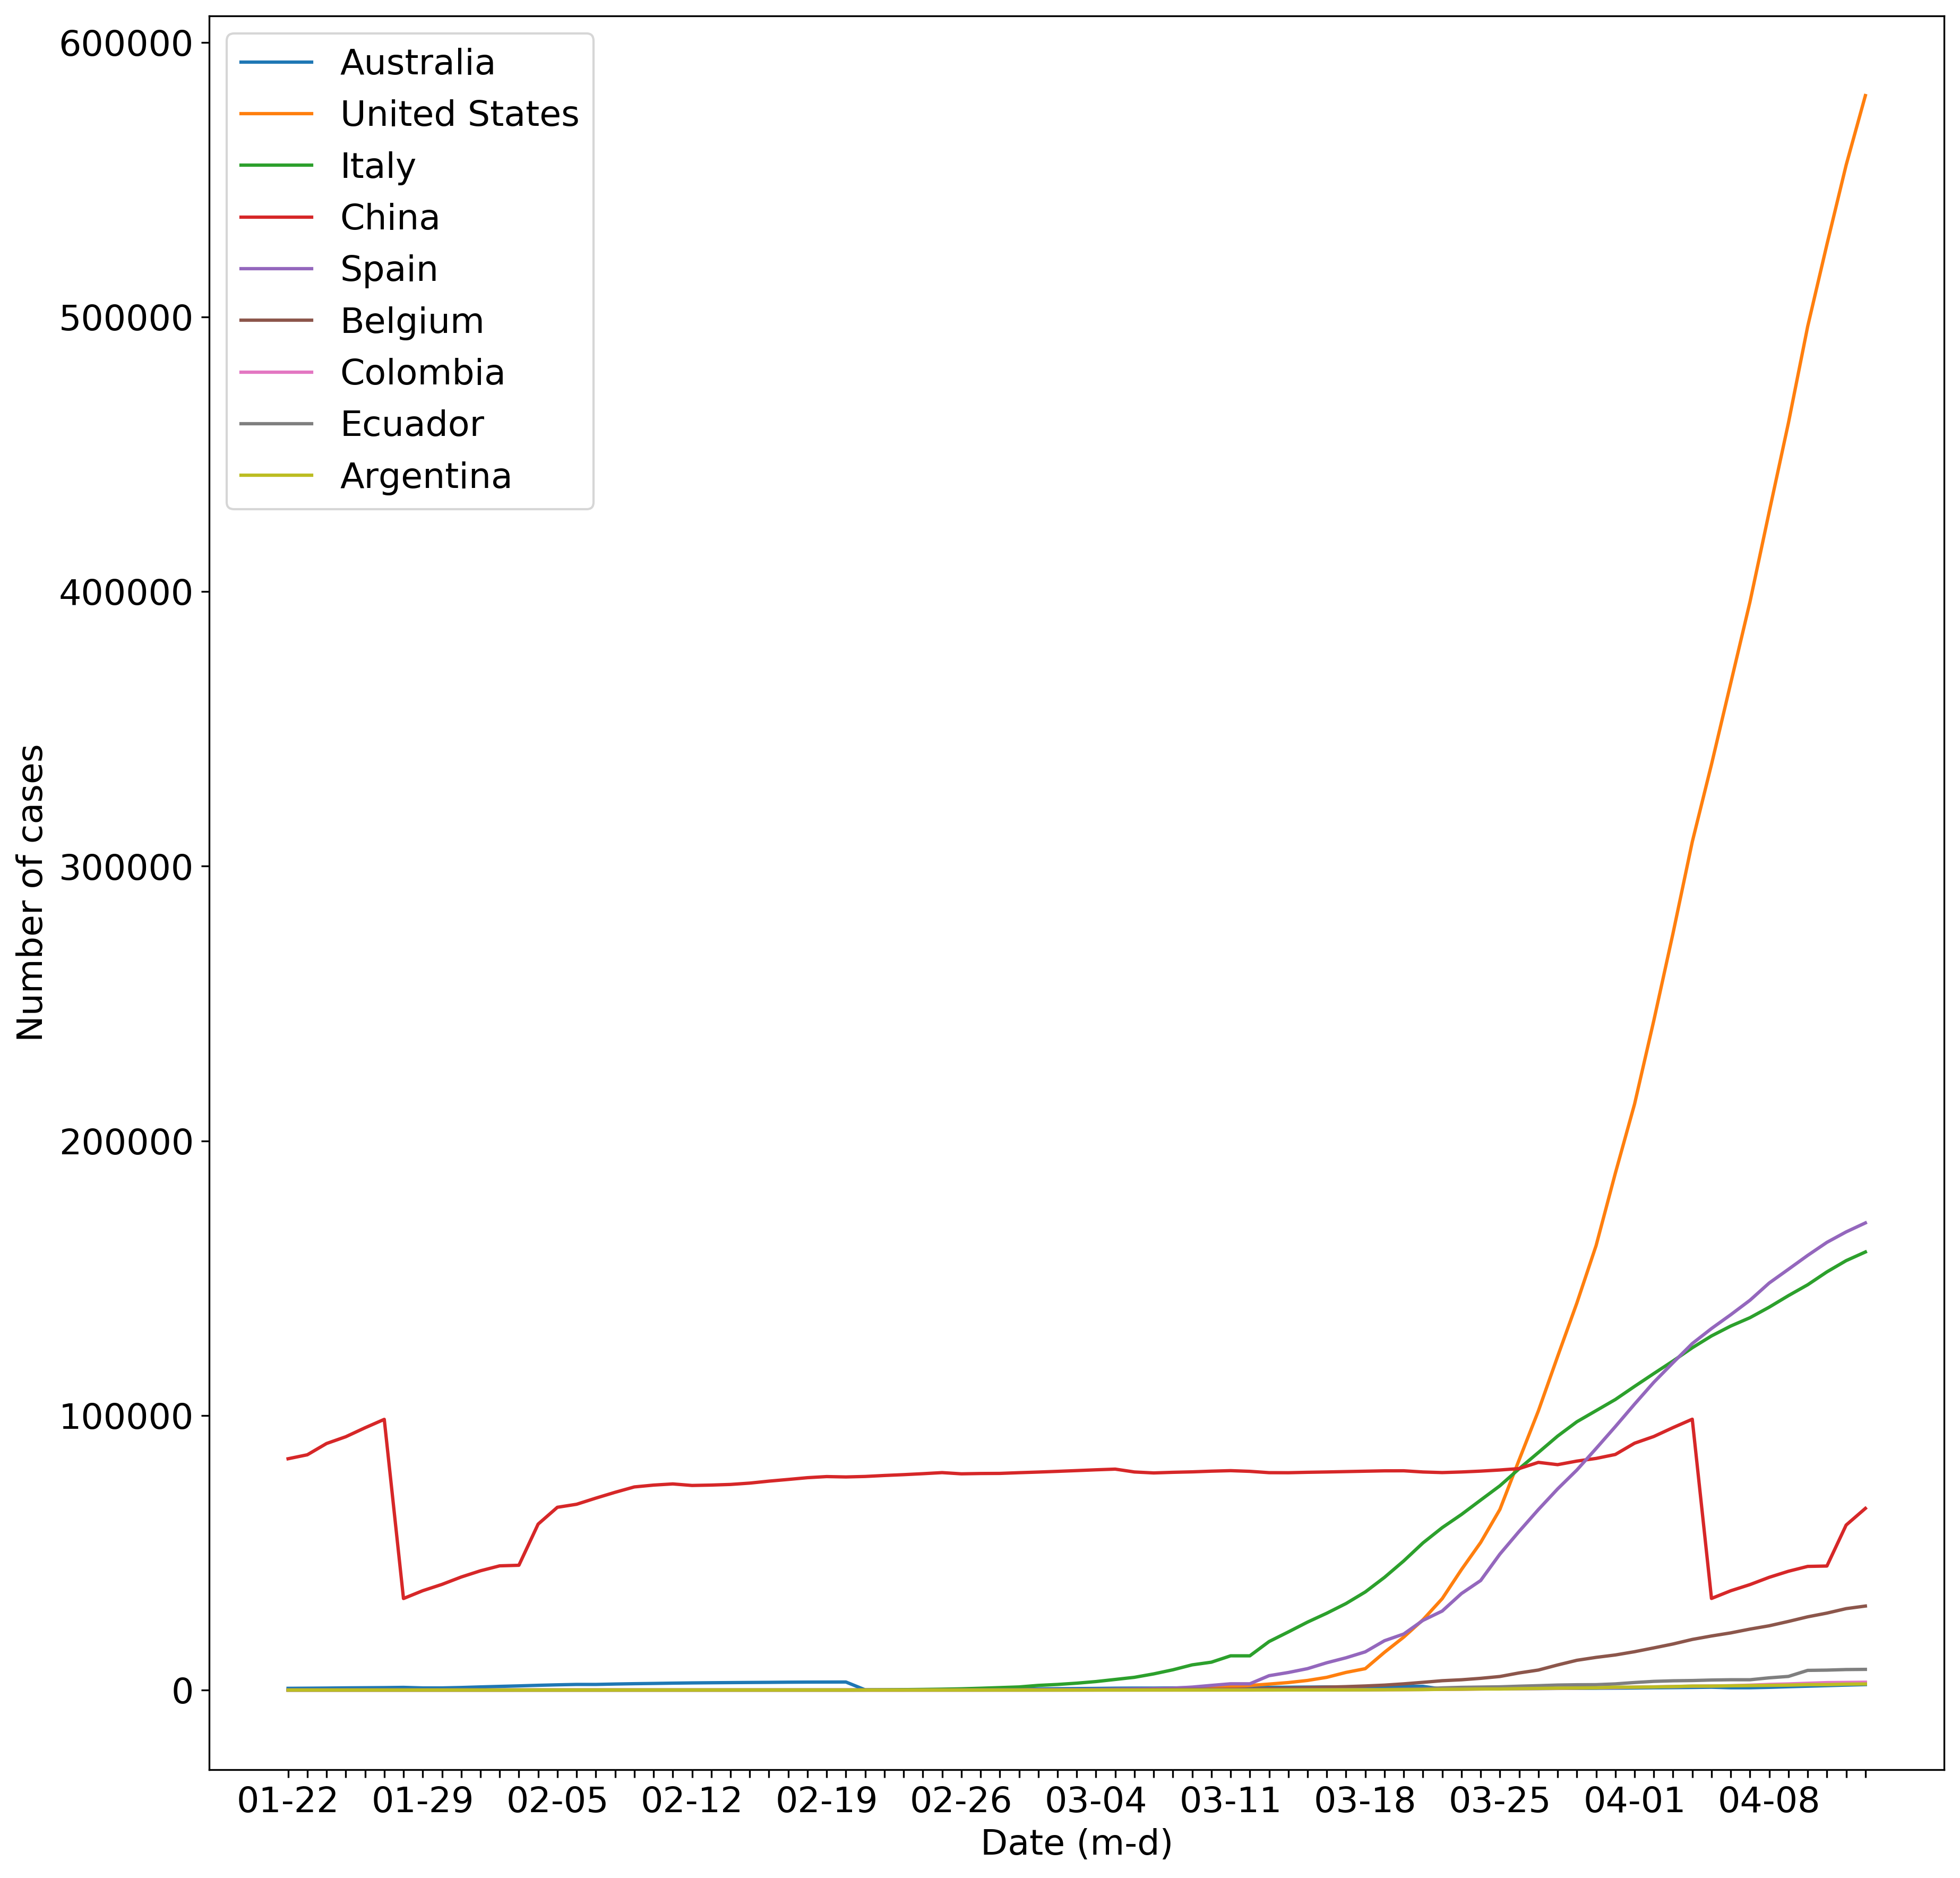 600000
500000
400000
300000
200000
100000
0
Number of cases
Australia
United States
Italy
China
Spain
Belgium
Colombia
Ecuador
Argentina
01-22 01-29 02-05 02-12 02-19 02-26 03-04 03-11 03-18 03-25 04-01 04-08
Date (m-d)